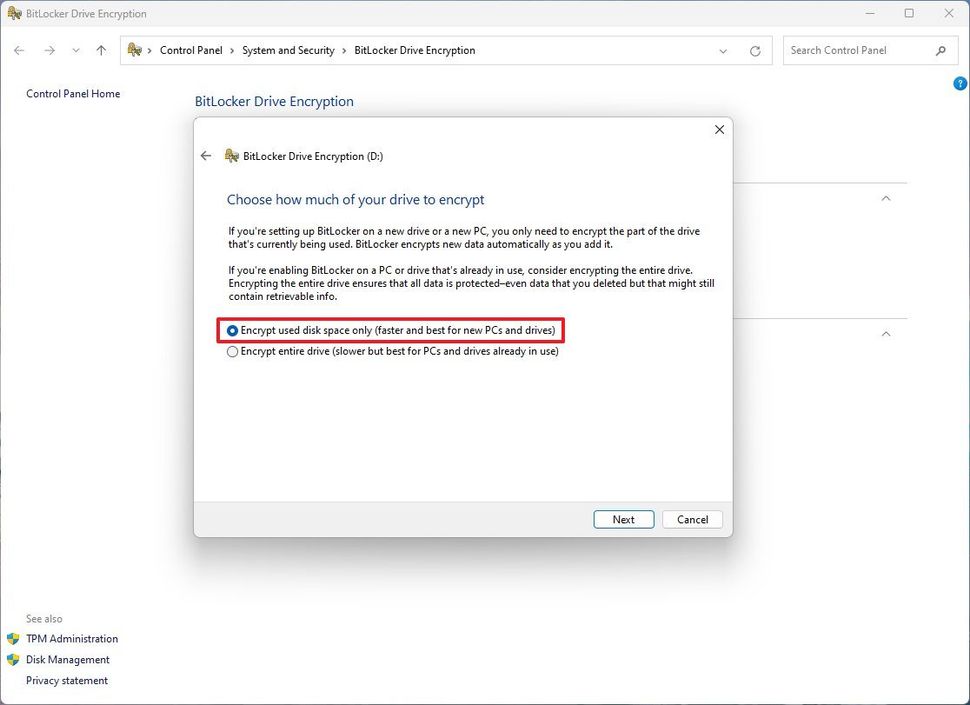 BitLocker Drive Encryption
Control Panel > System and Security > BitLocker Drive Encryption
Search Control Panel
?
Control Panel Home
BitLocker Drive Encryption
BitLocker Drive Encryption (D:)
Choose how much of your drive to encrypt
If you're setting up BitLocker on a new drive or a new PC, you only need to encrypt the part of the drive
that's currently being used. BitLocker encrypts new data automatically as you add it.
If you're enabling BitLocker on a PC or drive that's already in use, consider encrypting the entire drive.
Encrypting the entire drive ensures that all data is protected–even data that you deleted but that might still
contain retrievable info.
Encrypt used disk space only (faster and best for new PCs and drives)
Encrypt entire drive (slower but best for PCs and drives already in use)
Next
Cancel
See also
TPM Administration
Disk Management
Privacy statement